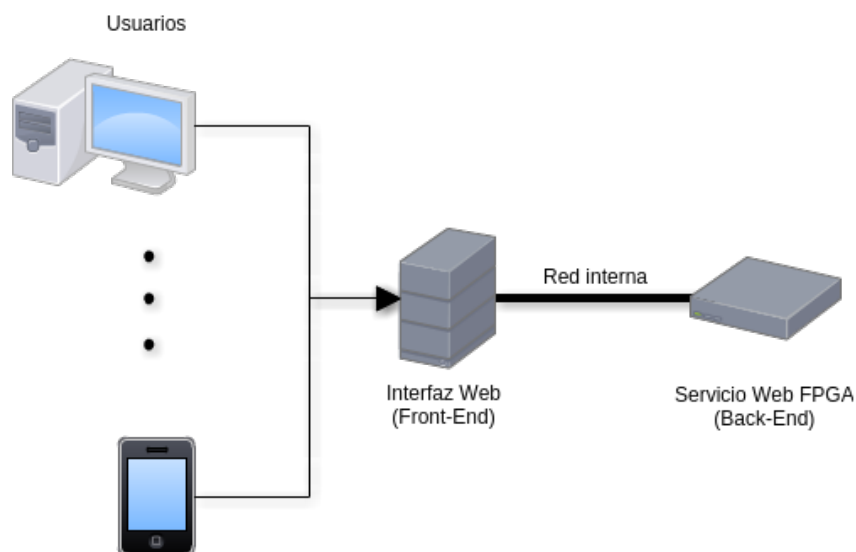 Usuarios
Red interna
Interfaz Web
(Front-End)
Servicio Web FPGA
(Back-End)